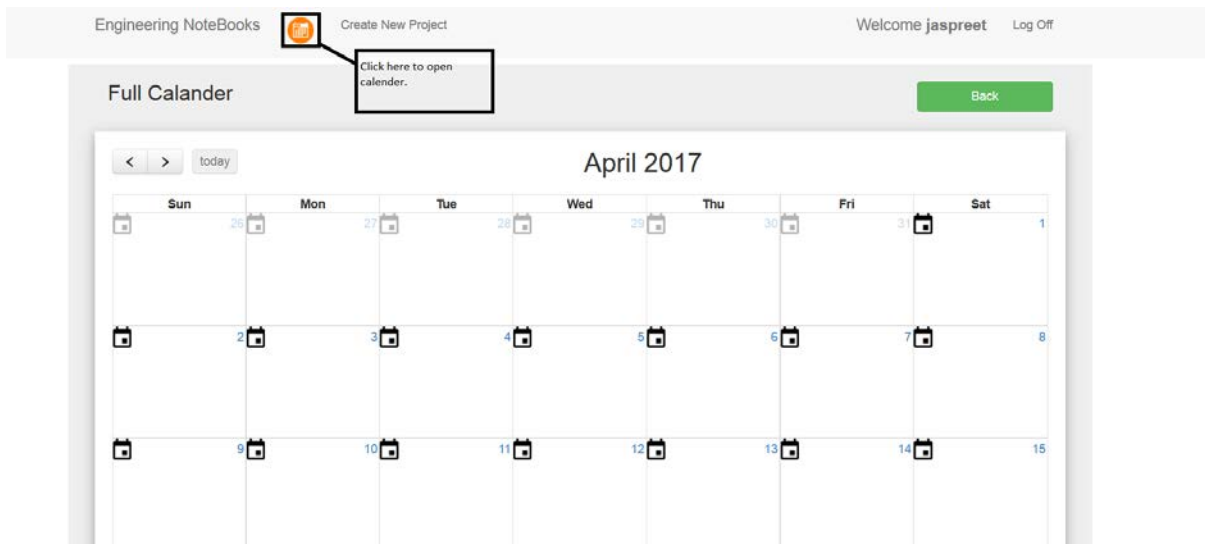 Engineering NoteBooks Create New Project Welcome jaspreet Log Off
Click here to open
calender.
Full Calander Back
< > today April 2017
Sun Mon Tue Wed Thu Fri Sat
26 27 28 29 30 31 1
2 3 4 5 6 7 8
9 10 11 12 13 14 15